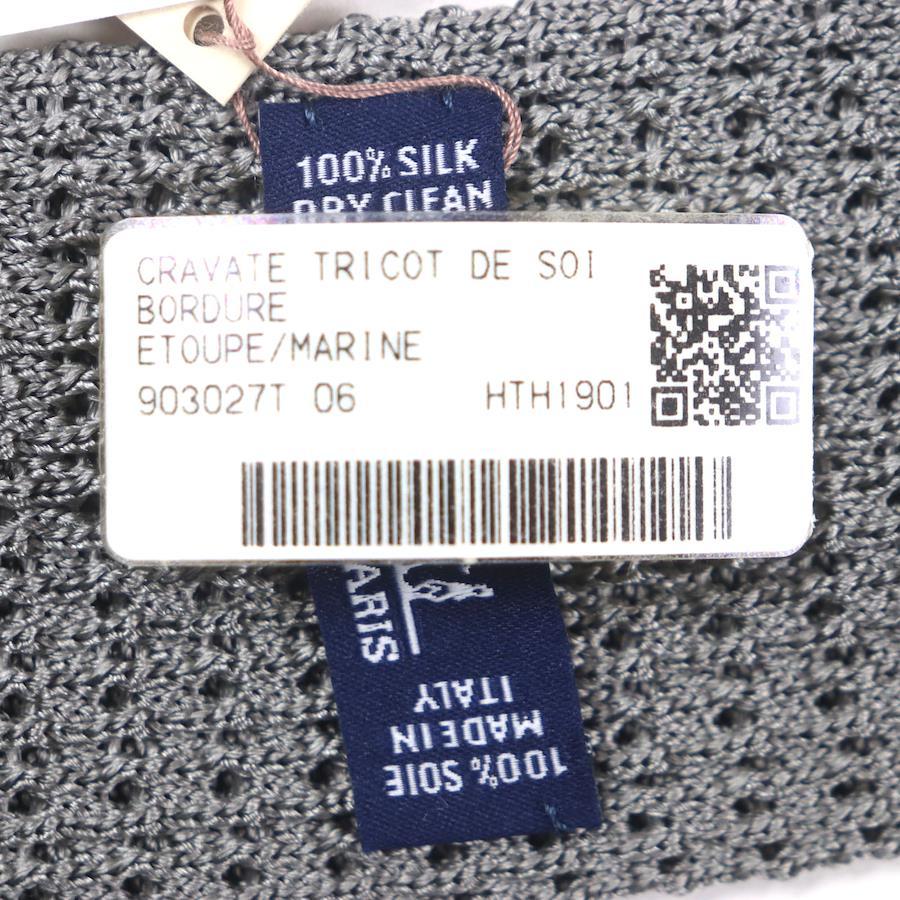 100% SILK
DRY CLEAN
CRAVATE TRICOT DE SOI
BORDURE
ETOUPE/MARINE
903027T 06 HTH1901
PARIS
100% SOIE
MADE IN
ITALY